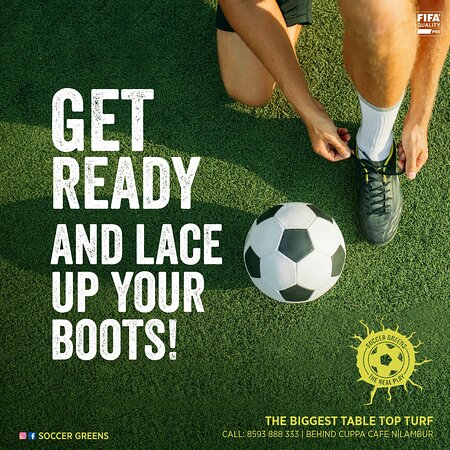 FIFA
QUALITY
PRO
GET
READY
AND LACE
UP YOUR
BOOTS!
SOCCER GREENS
THE REAL PLAY
THE BIGGEST TABLE TOP TURF
CALL: 8593 888 333 | BEHIND CUPPA CAFE NILAMBUR
SOCCER GREENS